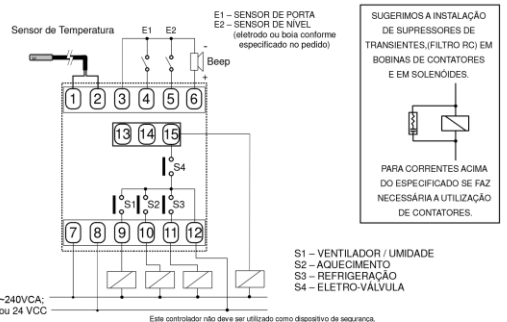 Sensor de Temperatura
E1 E2
E1 – SENSOR DE PORTA
E2 – SENSOR DE NÍVEL
(eletrodo ou boia conforme
especificado no pedido)
-
Beep
+
1 2 3 4 5 6
13 14 15
S4
S1 S2 S3
7 8 9 10 11 12
~240VCA;
ou 24 VCC
SUGERIMOS A INSTALAÇÃO
DE SUPRESSORES DE
TRANSIENTES,(FILTRO RC) EM
BOBINAS DE CONTATORES
E EM SOLENÓIDES.
PARA CORRENTES ACIMA
DO ESPECIFICADO SE FAZ
NECESSÁRIA A UTILIZAÇÃO
DE CONTATORES.
S1 – VENTILADOR / UMIDADE
S2 – AQUECIMENTO
S3 – REFRIGERAÇÃO
S4 – ELETRO-VÁLVULA
Este controlador não deve ser utilizado como dispositivo de segurança.